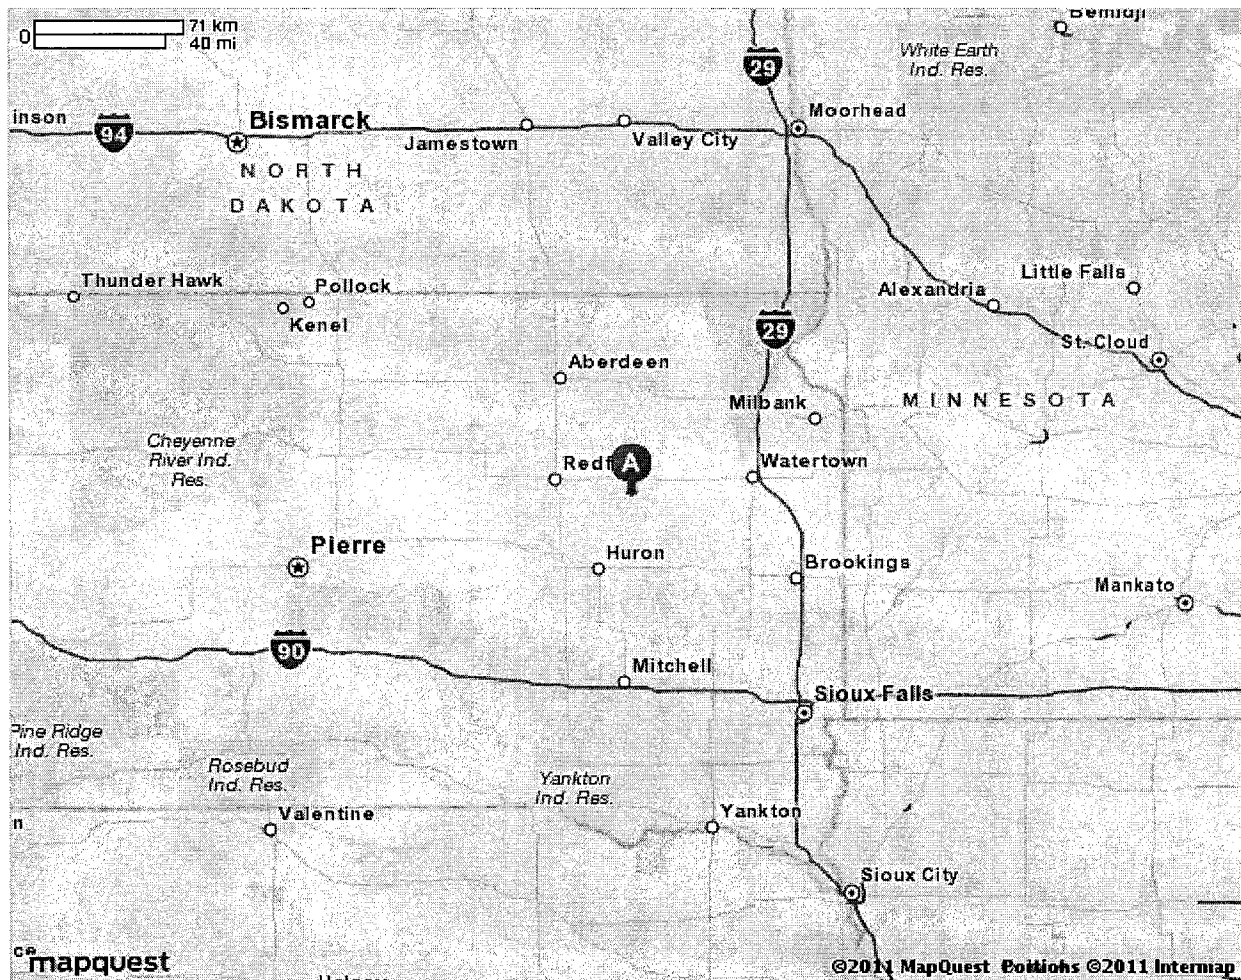 0
71 km
40 mi
Bemidji
White Earth
Ind. Res.
29
Moorhead
inson
94
Bismarck
Jamestown
Valley City
NORTH
DAKOTA
Thunder Hawk
Pollock
Kenel
Alexandria
Little Falls
29
St. Cloud
Aberdeen
Milbank
MINNESOTA
Cheyenne
River Ind.
Res.
Redf
A
Watertown
Pierre
Huron
Brookings
Mankato
90
Mitchell
Sioux Falls
Pine Ridge
Ind. Res.
Rosebud
Ind. Res.
Yankton
Ind. Res.
n
Valentine
Yankton
Sioux City
ce
mapquest
©2011 MapQuest Portions ©2011 Intermap